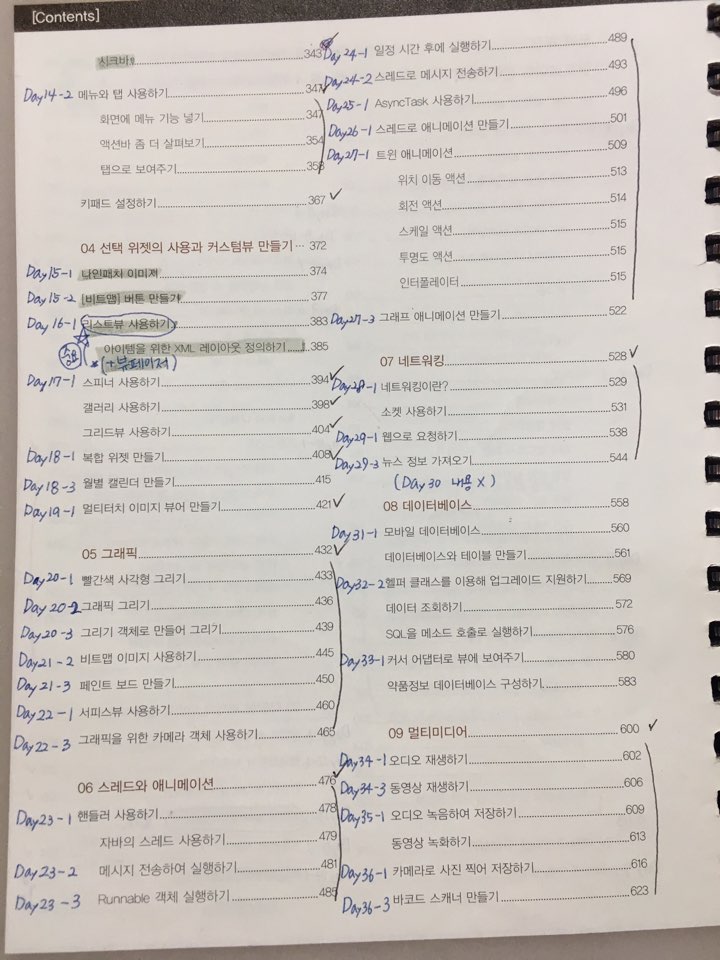 [Contents]
시크바 343
Day14-2 메뉴와 탭 사용하기 347
화면에 메뉴 기능 넣기 347
액션바 좀 더 살펴보기 354
탭으로 보여주기 358
키패드 설정하기 367
04 선택 위젯의 사용과 커스텀뷰 만들기 ··· 372
Day15-1 나인패치 이미지 374
Day15-2 [비트맵] 버튼 만들기 377
Day16-1 리스트뷰 사용하기 383
중요 아이템을 위한 XML 레이아웃 정의하기 385
* (+뷰페이저)
Day17-1 스피너 사용하기 394
갤러리 사용하기 398
그리드뷰 사용하기 404
Day18-1 복합 위젯 만들기 408
Day18-3 월별 캘린더 만들기 415
Day19-1 멀티터치 이미지 뷰어 만들기 421
05 그래픽 432
Day20-1 빨간색 사각형 그리기 433
Day20-2 그래픽 그리기 436
Day20-3 그리기 객체로 만들어 그리기 439
Day21-2 비트맵 이미지 사용하기 445
Day21-3 페인트 보드 만들기 450
Day22-1 서피스뷰 사용하기 460
Day22-3 그래픽을 위한 카메라 객체 사용하기 465
06 스레드와 애니메이션 476
Day23-1 핸들러 사용하기 478
자바의 스레드 사용하기 479
Day23-2 메시지 전송하여 실행하기 481
Day23-3 Runnable 객체 실행하기 485
Day24-1 일정 시간 후에 실행하기 489
Day24-2 스레드로 메시지 전송하기 493
Day25-1 AsyncTask 사용하기 496
Day26-1 스레드로 애니메이션 만들기 501
Day27-1 트윈 애니메이션 509
위치 이동 액션 513
회전 액션 514
스케일 액션 515
투명도 액션 515
인터폴레이터 515
Day27-3 그래프 애니메이션 만들기 522
07 네트워킹 528
Day28-1 네트워킹이란? 529
소켓 사용하기 531
Day29-1 웹으로 요청하기 538
Day29-3 뉴스 정보 가져오기 544
(Day30 내용 X)
08 데이터베이스 558
Day31-1 모바일 데이터베이스 560
데이터베이스와 테이블 만들기 561
Day32-2 헬퍼 클래스를 이용해 업그레이드 지원하기 569
데이터 조회하기 572
SQL을 메소드 호출로 실행하기 576
Day33-1 커서 어댑터로 뷰에 보여주기 580
약품정보 데이터베이스 구성하기 583
09 멀티미디어 600
Day34-1 오디오 재생하기 602
Day34-3 동영상 재생하기 606
Day35-1 오디오 녹음하여 저장하기 609
동영상 녹화하기 613
Day36-1 카메라로 사진 찍어 저장하기 616
Day36-3 바코드 스캐너 만들기 623